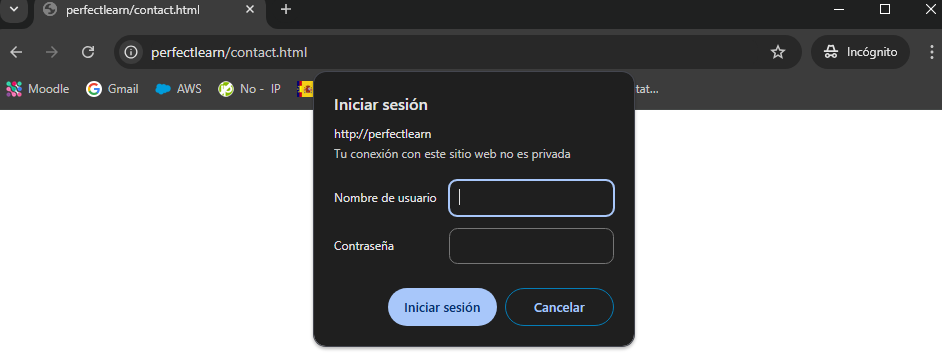 perfectlearn/contact.html
perfectlearn/contact.html
Incógnito
Moodle Gmail AWS No - IP tat...
Iniciar sesión
http://perfectlearn
Tu conexión con este sitio web no es privada
Nombre de usuario
Contraseña
Iniciar sesión Cancelar